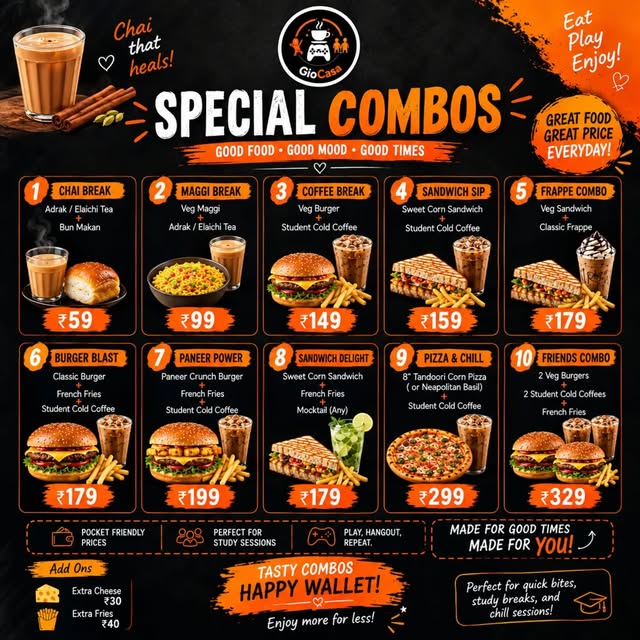 Chai
that
heals!
GioCasa
Eat
Play
Enjoy!
SPECIAL COMBOS
GOOD FOOD • GOOD MOOD • GOOD TIMES
GREAT FOOD
GREAT PRICE
EVERYDAY!
1 CHAI BREAK
Adrak / Elaichi Tea
+
Bun Makan
₹59
2 MAGGI BREAK
Veg Maggi
+
Adrak / Elaichi Tea
₹99
3 COFFEE BREAK
Veg Burger
+
Student Cold Coffee
₹149
4 SANDWICH SIP
Sweet Corn Sandwich
+
Student Cold Coffee
₹159
5 FRAPPE COMBO
Veg Sandwich
+
Classic Frappe
₹179
6 BURGER BLAST
Classic Burger
+
French Fries
+
Student Cold Coffee
₹179
7 PANEER POWER
Paneer Crunch Burger
+
French Fries
+
Student Cold Coffee
₹199
8 SANDWICH DELIGHT
Sweet Corn Sandwich
+
French Fries
+
Mocktail (Any)
₹179
9 PIZZA & CHILL
8" Tandoori Corn Pizza
( or Neapolitan Basil)
+
Student Cold Coffee
₹299
10 FRIENDS COMBO
2 Veg Burgers
+
2 Student Cold Coffees
+
French Fries
₹329
POCKET FRIENDLY
PRICES
PERFECT FOR
STUDY SESSIONS
PLAY, HANGOUT,
REPEAT.
MADE FOR GOOD TIMES
MADE FOR YOU!
Add Ons
Extra Cheese
₹30
Extra Fries
₹40
TASTY COMBOS
HAPPY WALLET!
Enjoy more for less!
Perfect for quick bites,
study breaks, and
chill sessions!